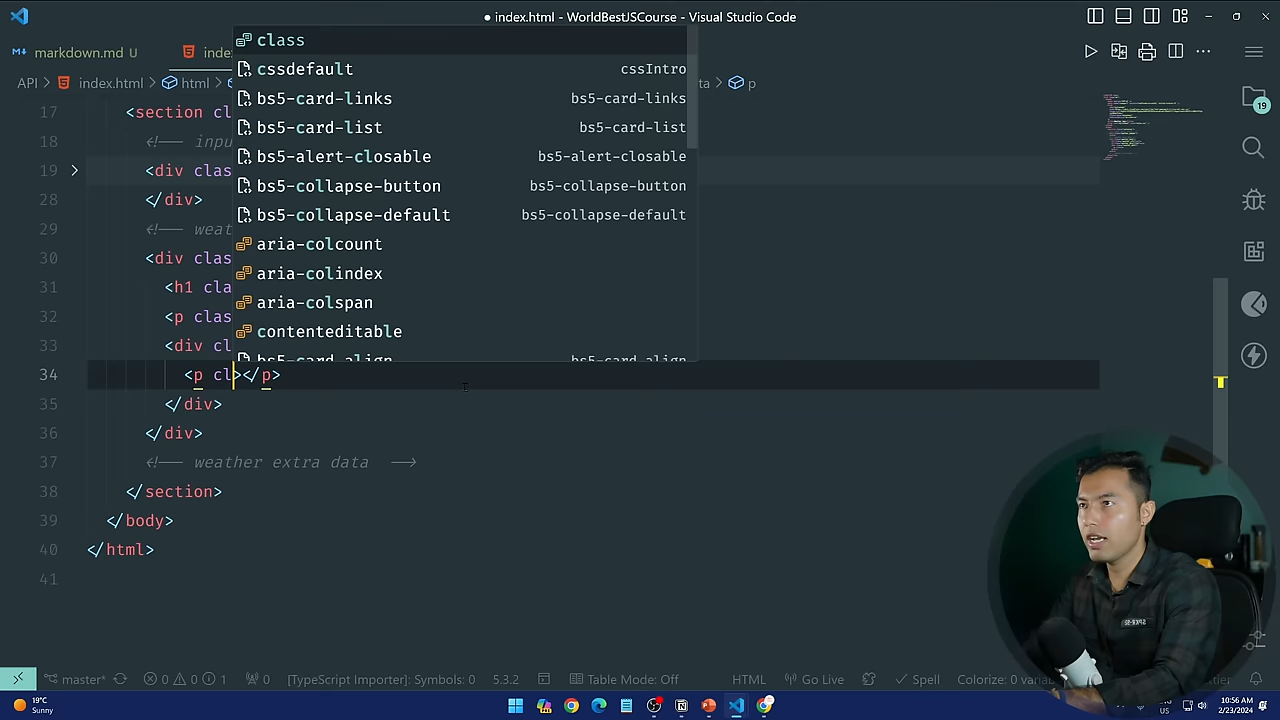 ● index.html - WorldBestJSCourse - Visual Studio Code
markdown.md U
API > index.html > html >
ta > p
class
cssdefault cssIntro
bs5-card-links bs5-card-links
bs5-card-list bs5-card-list
bs5-alert-closable bs5-alert-closable
bs5-collapse-button bs5-collapse-button
bs5-collapse-default bs5-collapse-default
aria-colcount
aria-colindex
aria-colspan
contenteditable
bs5-card-align bs5-card-align
17 <section cl
18 <!-- inpu
19 > <div class
28 </div>
29 <!-- weat
30 <div clas
31 <h1 cla
32 <p clas
33 <div cl
34 <p cl></p>
35 </div>
36 </div>
37 <!-- weather extra data -->
38 </section>
39 </body>
40 </html>
41
19
master* 0 0 1 0 [TypeScript Importer]: Symbols: 0 5.3.2 Table Mode: Off HTML Go Live Spell Colorize: 0 varia
19°C
Sunny
10:56 AM
US 2/23/2024